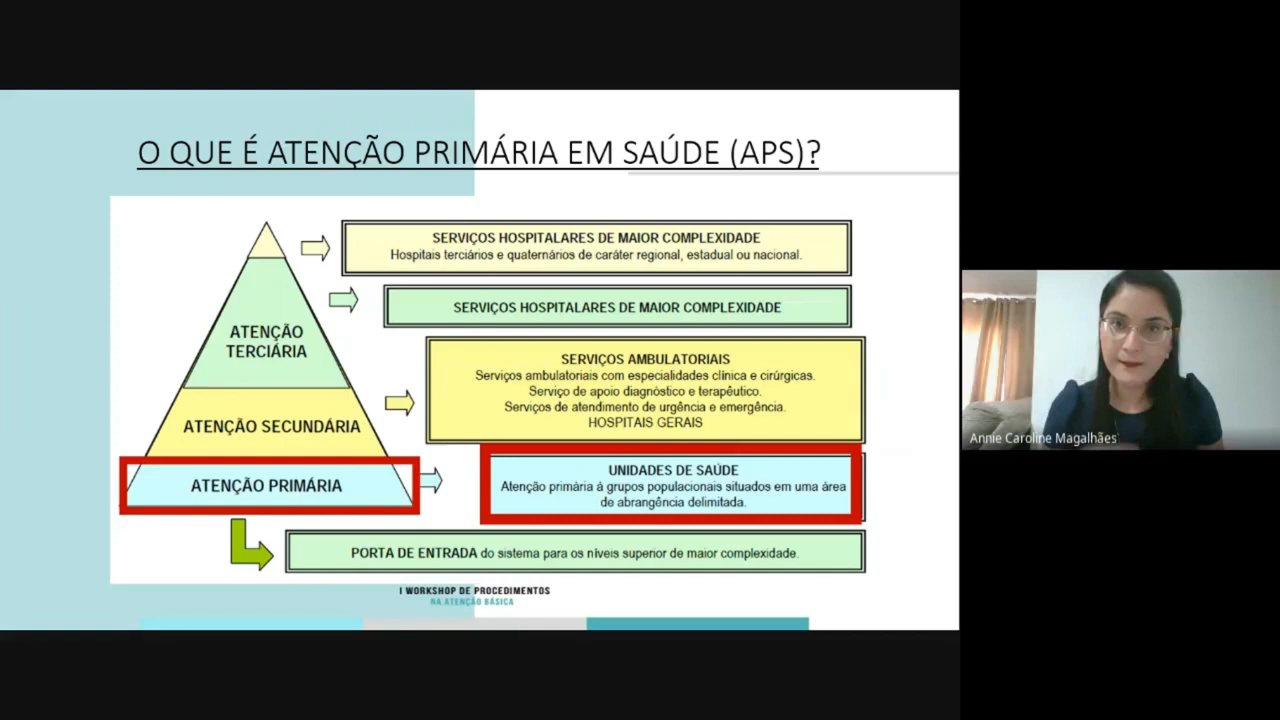 O QUE É ATENÇÃO PRIMÁRIA EM SAÚDE (APS)?
SERVIÇOS HOSPITALARES DE MAIOR COMPLEXIDADE
Hospitais terciários e quaternários de caráter regional, estadual ou nacional.
SERVIÇOS HOSPITALARES DE MAIOR COMPLEXIDADE
ATENÇÃO
TERCIÁRIA
SERVIÇOS AMBULATORIAIS
Serviços ambulatoriais com especialidades clínica e cirúrgicas.
Serviço de apoio diagnóstico e terapêutico.
Serviços de atendimento de urgência e emergência.
HOSPITAIS GERAIS
ATENÇÃO SECUNDÁRIA
ATENÇÃO PRIMÁRIA
UNIDADES DE SAÚDE
Atenção primária á grupos populacionais situados em uma área
de abrangência delimitada.
PORTA DE ENTRADA do sistema para os níveis superior de maior complexidade.
I WORKSHOP DE PROCEDIMENTOS
NA ATENÇÃO BÁSICA
Annie Caroline Magalhães